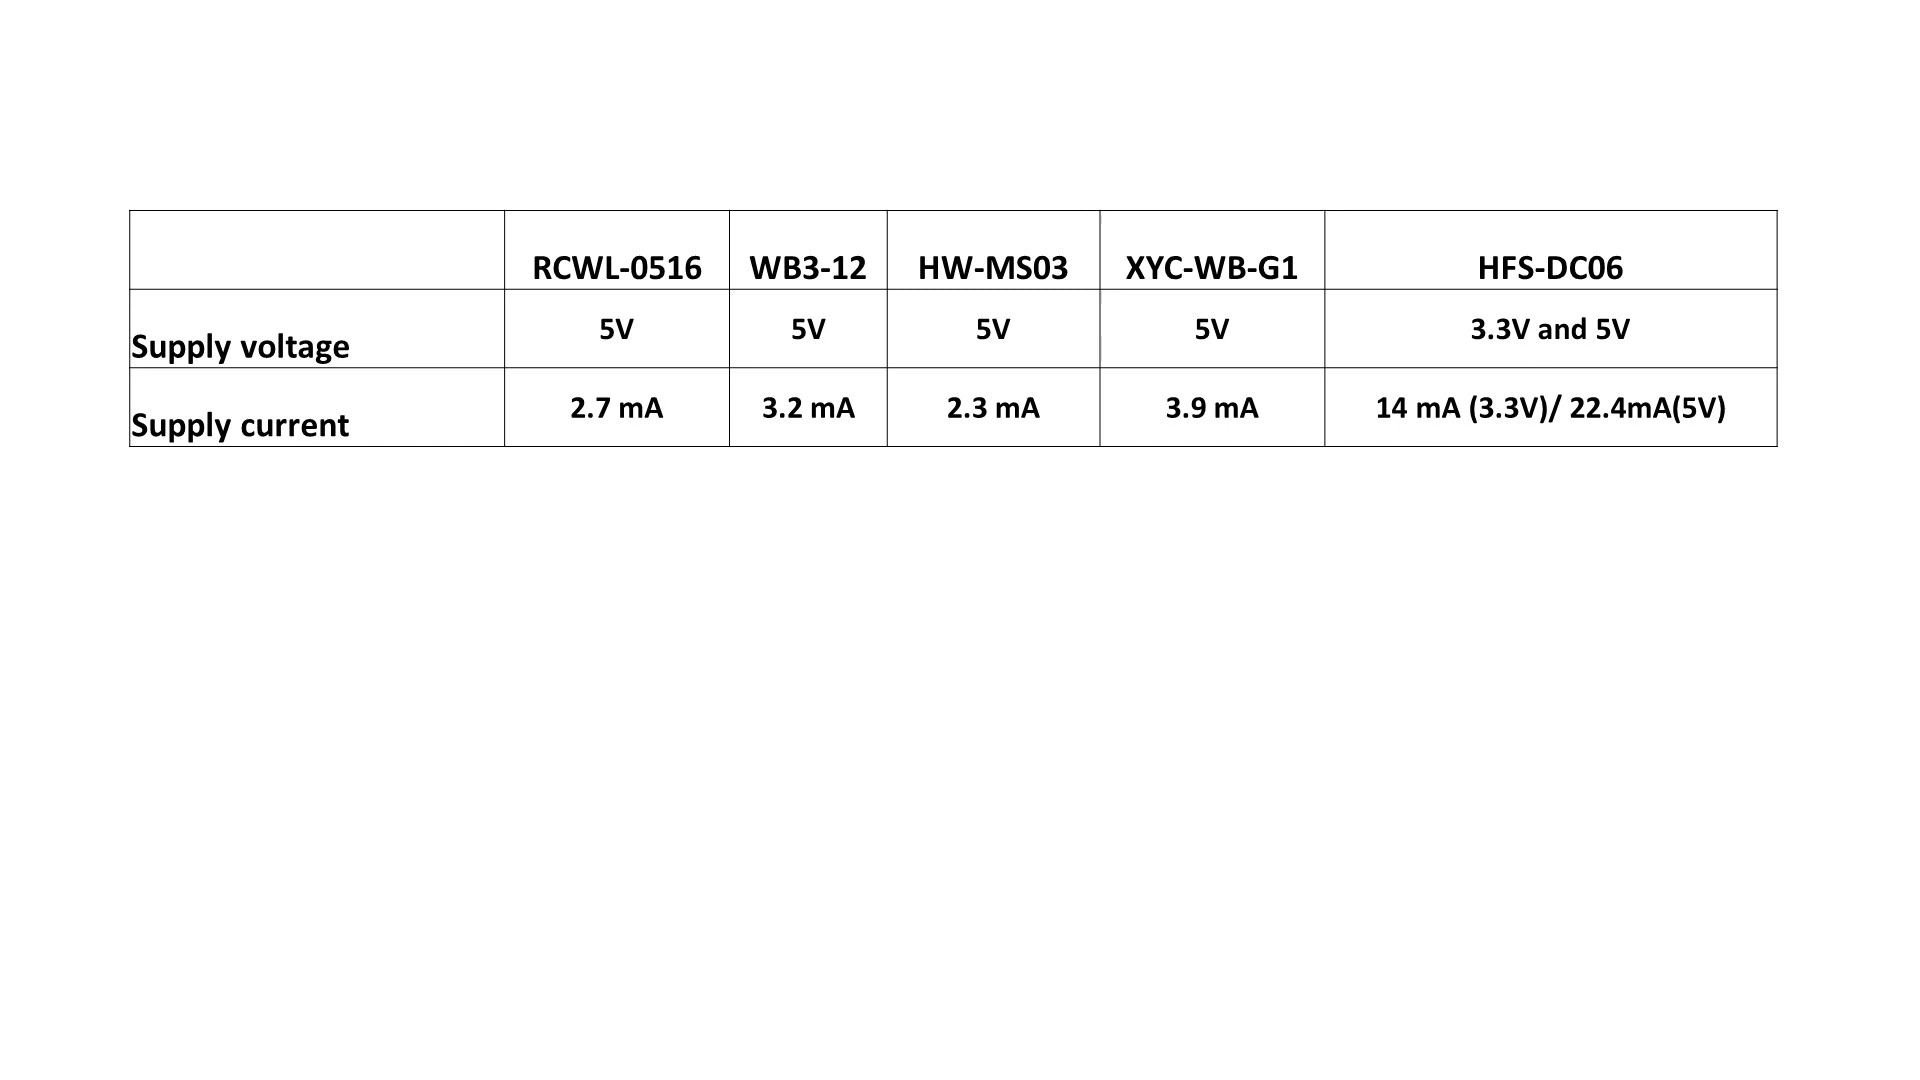 RCWL-0516 WB3-12 HW-MS03 XYC-WB-G1 HFS-DC06
Supply voltage 5V 5V 5V 5V 3.3V and 5V
Supply current 2.7 mA 3.2 mA 2.3 mA 3.9 mA 14 mA (3.3V)/ 22.4mA(5V)